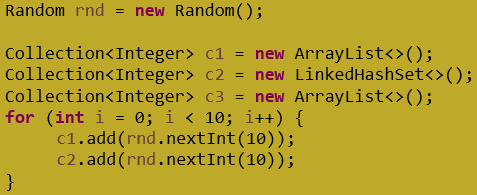 Random rnd = new Random();
Collection<Integer> c1 = new ArrayList<>();
Collection<Integer> c2 = new LinkedHashSet<>();
Collection<Integer> c3 = new ArrayList<>();
for (int i = 0; i < 10; i++) {
c1.add(rnd.nextInt(10));
c2.add(rnd.nextInt(10));
}